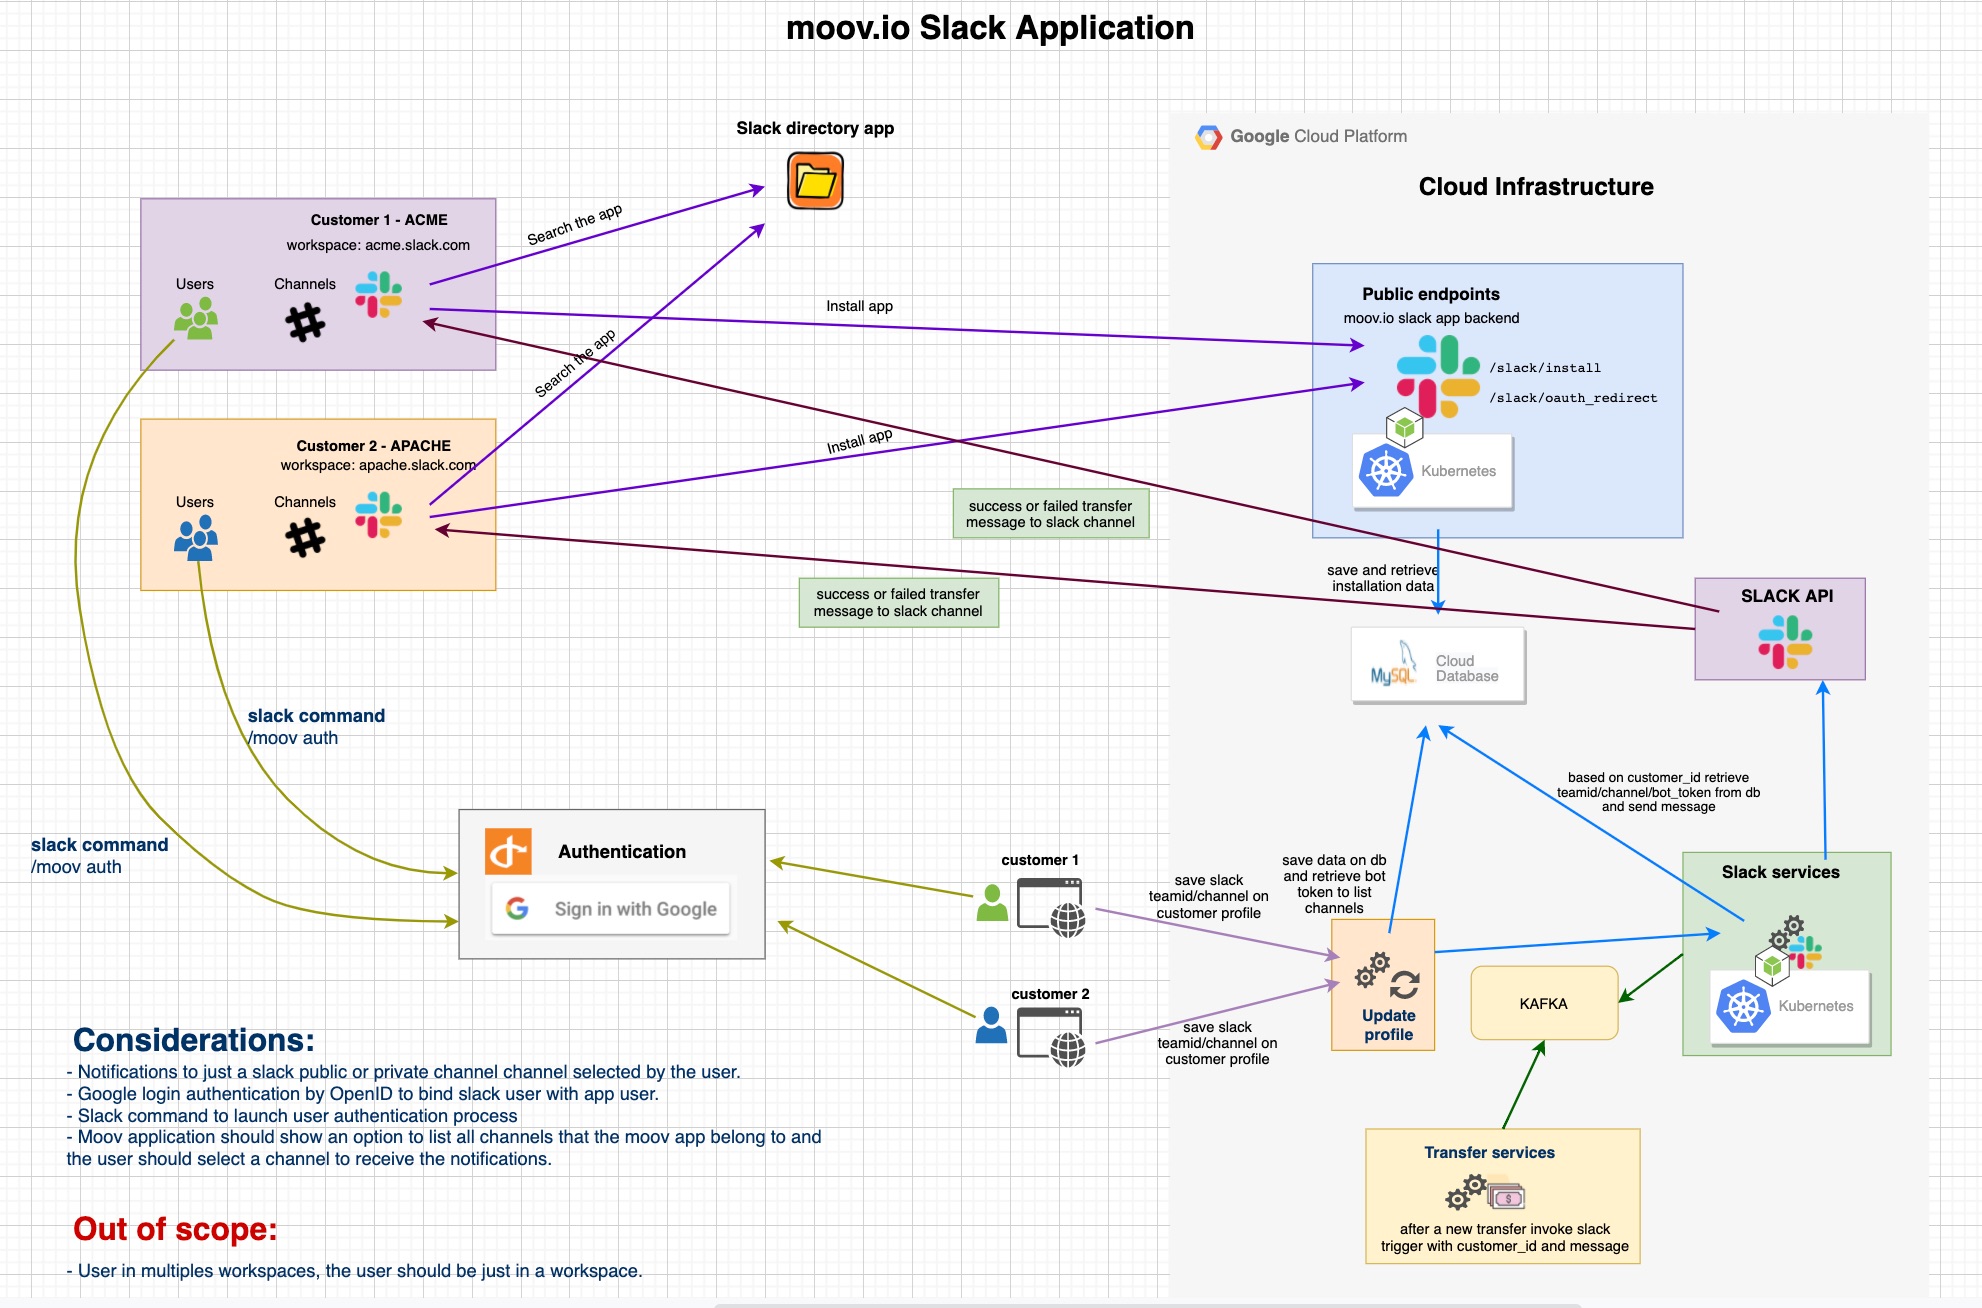 moov.io Slack Application
Slack directory app
Google Cloud Platform
Cloud Infrastructure
Customer 1 - ACME
workspace: acme.slack.com
Users
Channels
Search the app
Install app
Public endpoints
moov.io slack app backend
/slack/install
/slack/oauth_redirect
Kubernetes
Search the app
Customer 2 - APACHE
workspace: apache.slack.com
Users
Channels
Install app
success or failed transfer
message to slack channel
success or failed transfer
message to slack channel
save and retrieve
installation data
SLACK API
MySQL
Cloud
Database
slack command
/moov auth
slack command
/moov auth
Authentication
Sign in with Google
customer 1
customer 2
save slack
teamid/channel on
customer profile
save slack
teamid/channel on
customer profile
save data on db
and retrieve bot
token to list
channels
based on customer_id retrieve
teamid/channel/bot_token from db
and send message
Update
profile
KAFKA
Slack services
Kubernetes
Transfer services
after a new transfer invoke slack
trigger with customer_id and message
Considerations:
- Notifications to just a slack public or private channel channel selected by the user.
- Google login authentication by OpenID to bind slack user with app user.
- Slack command to launch user authentication process
- Moov application should show an option to list all channels that the moov app belong to and
the user should select a channel to receive the notifications.
Out of scope:
- User in multiples workspaces, the user should be just in a workspace.